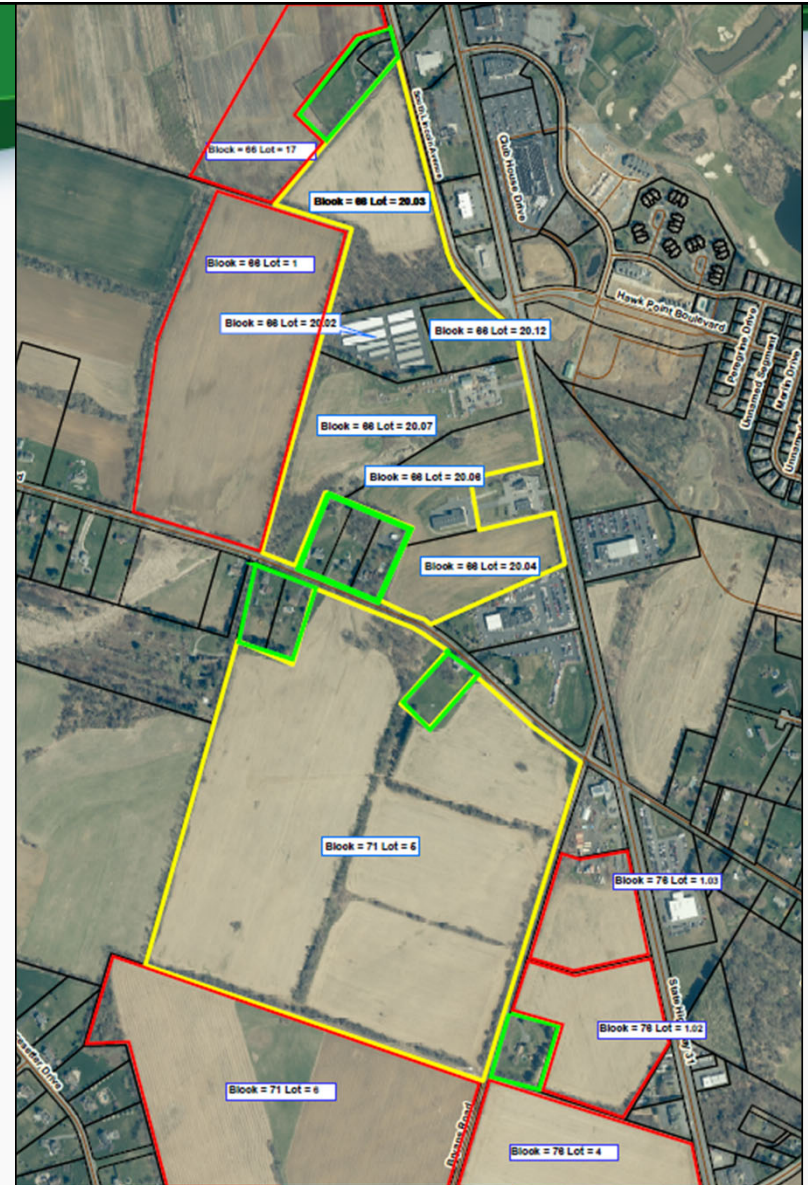 South Lincoln Avenue
Block = 66 Lot = 17
Club House Drive
Block = 66 Lot = 20.03
Block = 66 Lot = 1
Hawk Point Boulevard
Block = 66 Lot = 20.02
Block = 66 Lot = 20.12
Peregrine Drive
Unnamed Segment
Merlin Drive
Unna
Block = 66 Lot = 20.07
Block = 66 Lot = 20.06
d
Block = 66 Lot = 20.04
Block = 71 Lot = 5
Block = 76 Lot = 1.03
State Hig y 31
Block = 76 Lot = 1.02
Drive
Block = 71 Lot = 6
Bryans Road
Block = 76 Lot = 4